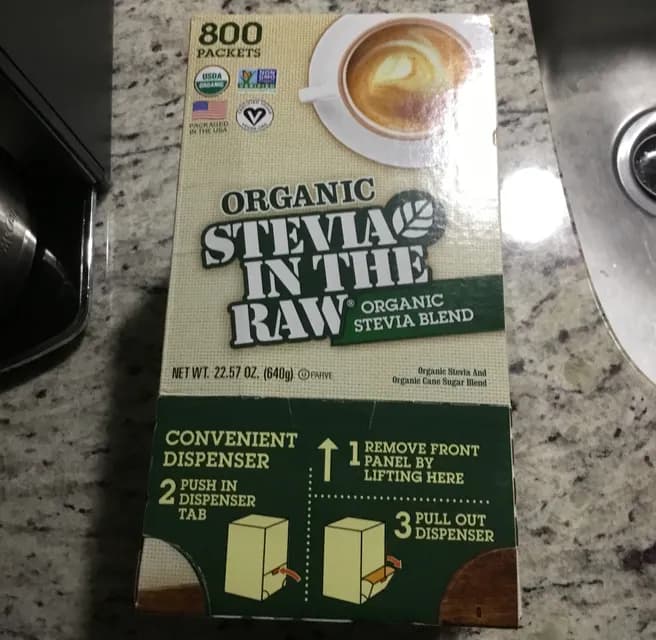 800
PACKETS
USDA
ORGANIC
NON
GMO
VERIFIED
PACKAGED
IN THE USA
ORGANIC
STEVIA
IN THE
RAW®
ORGANIC
STEVIA BLEND
NET WT. 22.57 OZ. (640g) Ⓤ PARVE
Organic Stevia And
Organic Cane Sugar Blend
CONVENIENT
DISPENSER
1 REMOVE FRONT
PANEL BY
LIFTING HERE
2 PUSH IN
DISPENSER
TAB
3 PULL OUT
DISPENSER